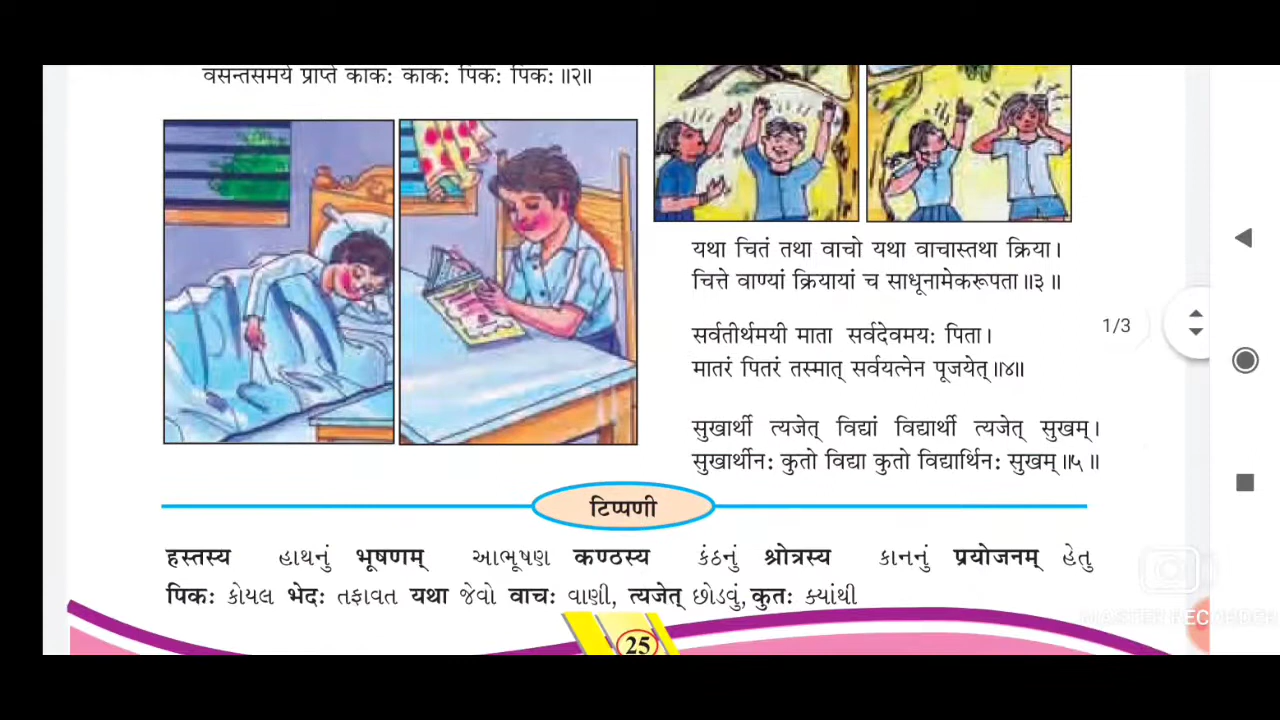 वसन्तसमये प्राप्ते काकः काकः पिकः पिकः॥२॥
यथा चितं तथा वाचो यथा वाचास्तथा क्रिया।
चित्ते वाण्यां क्रियायां च साधूनामेकरूपता॥३॥
सर्वतीर्थमयी माता सर्वदेवमयः पिता।
मातरं पितरं तस्मात् सर्वयत्नेन पूजयेत्॥४॥
सुखार्थी त्यजेत् विद्यां विद्यार्थी त्यजेत् सुखम्।
सुखार्थीनः कुतो विद्या कुतो विद्यार्थिनः सुखम्॥५॥
1/3
टिप्पणी
हस्तस्य હાથનું भूषणम् આભૂષણ कण्ठस्य કંઠનું श्रोत्रस्य કાનનું प्रयोजनम् હેતુ
पिकः કોયલ भेदः તફાવત यथा જેવો वाचः વાણી, त्यजेत् છોડવું, कुतः ક્યાંથી
25
MASTER RECORDER